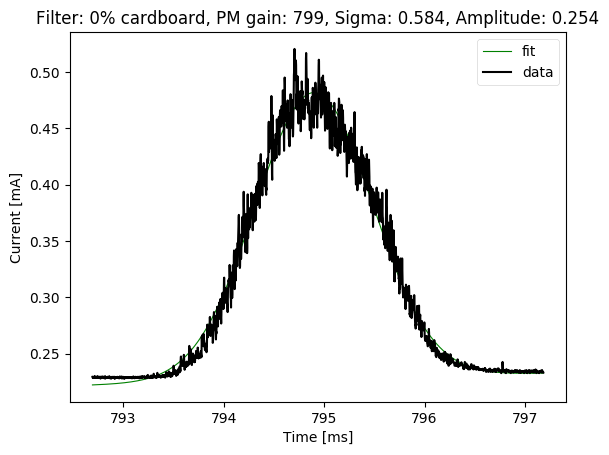 Filter: 0% cardboard, PM gain: 799, Sigma: 0.584, Amplitude: 0.254
fit
data
0.50
0.45
0.40
0.35
0.30
0.25
Current [mA]
793
794
795
796
797
Time [ms]